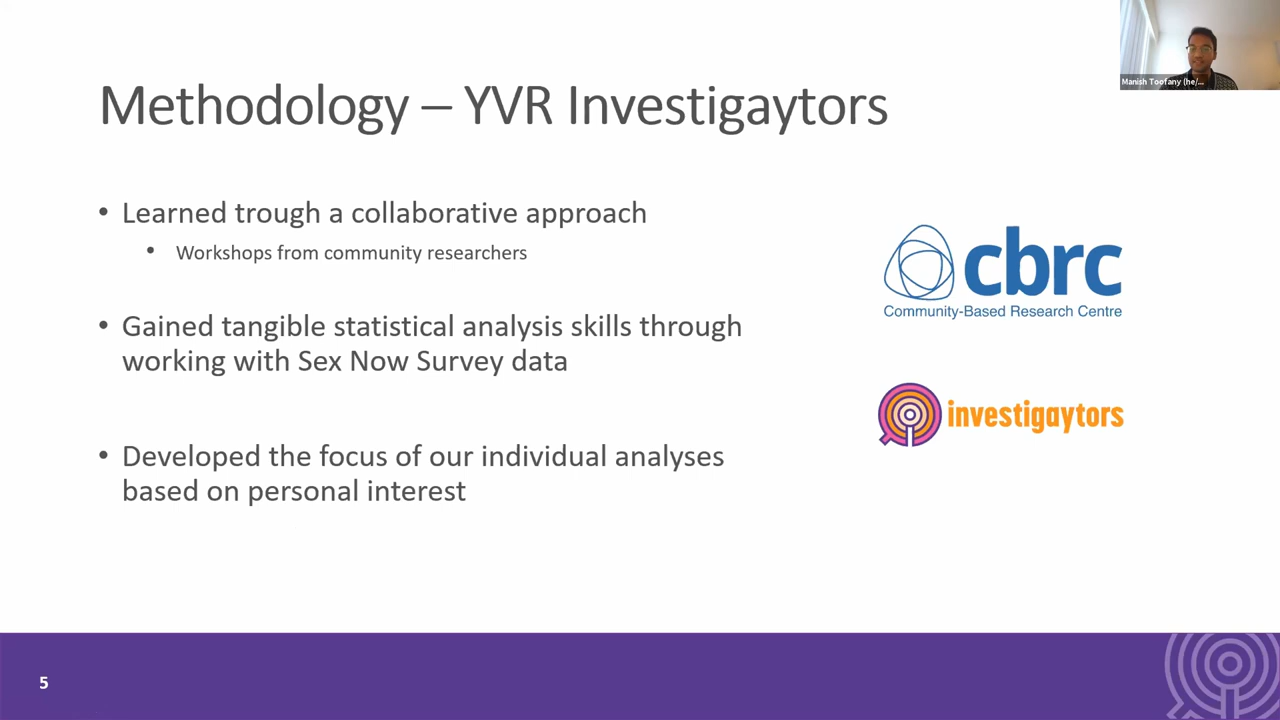 Manish Toofany (he/...
Methodology – YVR Investigaytors
• Learned trough a collaborative approach
• Workshops from community researchers
• Gained tangible statistical analysis skills through
working with Sex Now Survey data
• Developed the focus of our individual analyses
based on personal interest
cbrc
Community-Based Research Centre
investigaytors
5